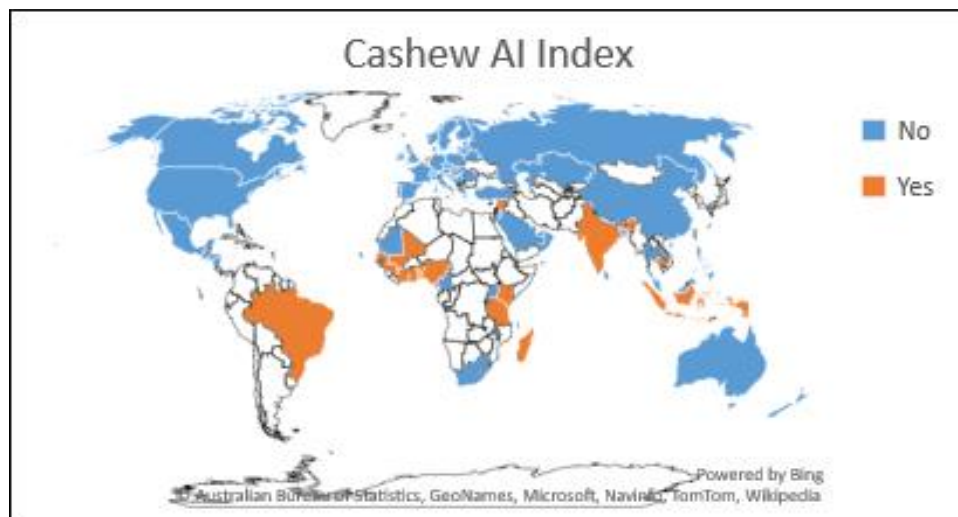 Cashew AI Index
No
Yes
Powered by Bing
© Australian Bureau of Statistics, GeoNames, Microsoft, Navinfo, TomTom, Wikipedia